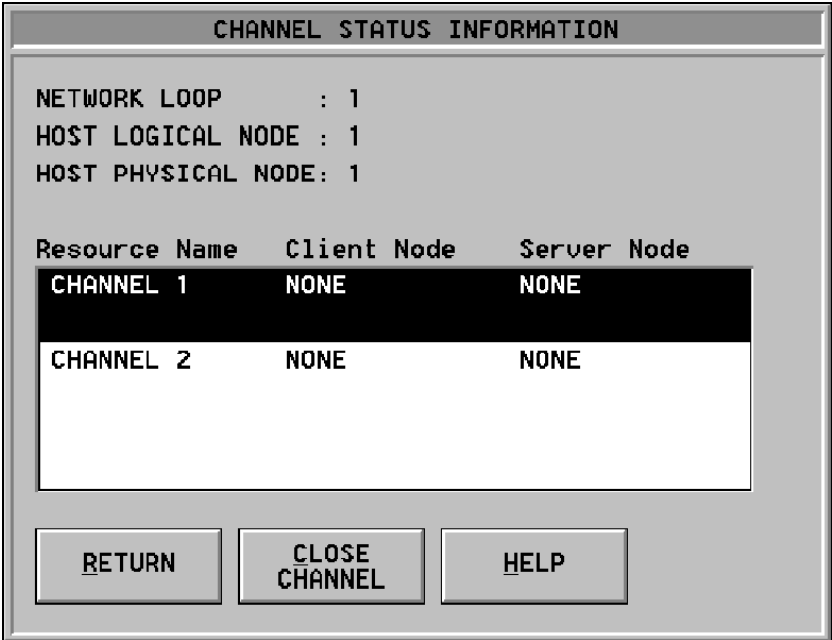 CHANNEL STATUS INFORMATION
NETWORK LOOP : 1
HOST LOGICAL NODE : 1
HOST PHYSICAL NODE: 1
Resource Name Client Node Server Node
CHANNEL 1 NONE NONE
CHANNEL 2 NONE NONE
RETURN CLOSE CHANNEL HELP